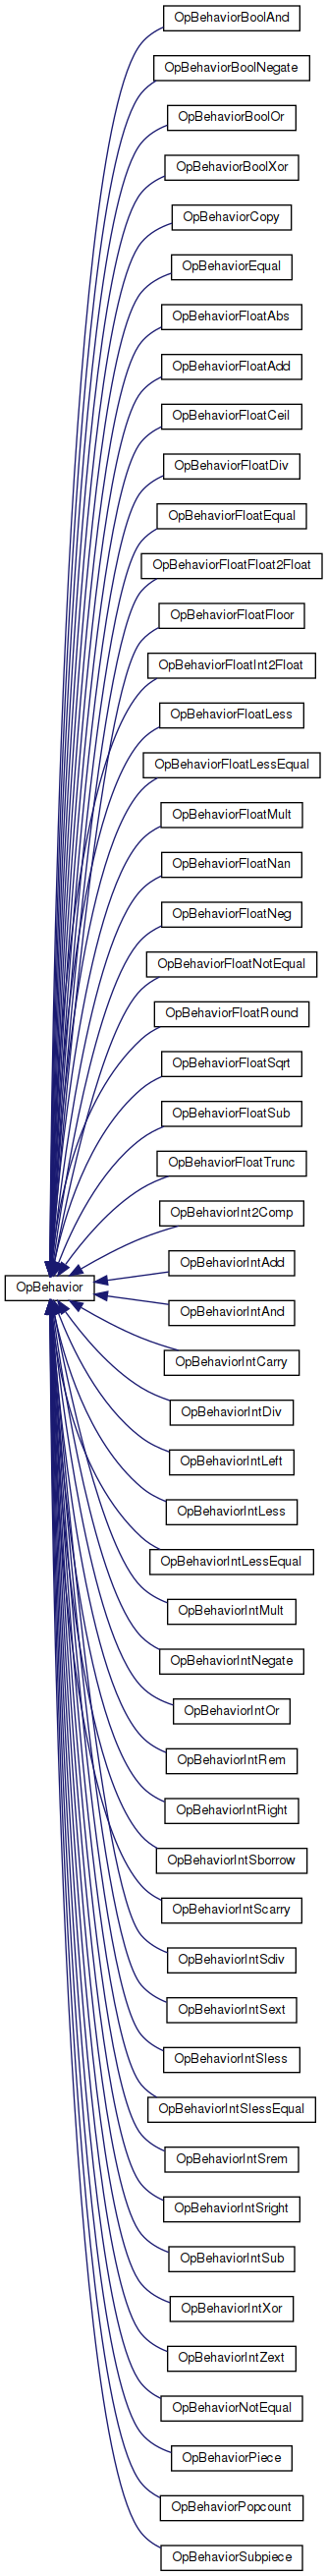 OpBehaviorBoolAnd
OpBehaviorBoolNegate
OpBehaviorBoolOr
OpBehaviorBoolXor
OpBehaviorCopy
OpBehaviorEqual
OpBehaviorFloatAbs
OpBehaviorFloatAdd
OpBehaviorFloatCeil
OpBehaviorFloatDiv
OpBehaviorFloatEqual
OpBehaviorFloatFloat2Float
OpBehaviorFloatFloor
OpBehaviorFloatInt2Float
OpBehaviorFloatLess
OpBehaviorFloatLessEqual
OpBehaviorFloatMult
OpBehaviorFloatNan
OpBehaviorFloatNeg
OpBehaviorFloatNotEqual
OpBehaviorFloatRound
OpBehaviorFloatSqrt
OpBehaviorFloatSub
OpBehaviorFloatTrunc
OpBehaviorInt2Comp
OpBehaviorIntAdd
OpBehavior
OpBehaviorIntAnd
OpBehaviorIntCarry
OpBehaviorIntDiv
OpBehaviorIntLeft
OpBehaviorIntLess
OpBehaviorIntLessEqual
OpBehaviorIntMult
OpBehaviorIntNegate
OpBehaviorIntOr
OpBehaviorIntRem
OpBehaviorIntRight
OpBehaviorIntSborrow
OpBehaviorIntScarry
OpBehaviorIntSdiv
OpBehaviorIntSext
OpBehaviorIntSless
OpBehaviorIntSlessEqual
OpBehaviorIntSrem
OpBehaviorIntSright
OpBehaviorIntSub
OpBehaviorIntXor
OpBehaviorIntZext
OpBehaviorNotEqual
OpBehaviorPiece
OpBehaviorPopcount
OpBehaviorSubpiece